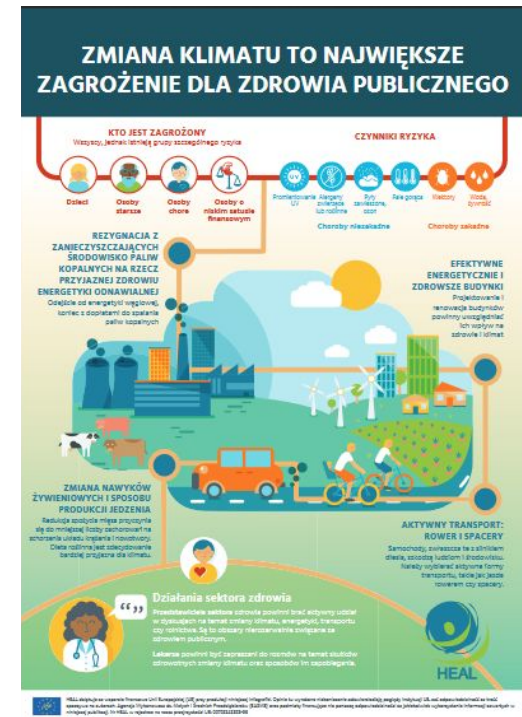 ZMIANA KLIMATU TO NAJWIĘKSZE
ZAGROŻENIE DLA ZDROWIA PUBLICZNEGO
KTO JEST ZAGROŻONY
Wszyscy, jednak istnieją grupy szczególnego ryzyka
CZYNNIKI RYZYKA
Dzieci
Osoby
starsze
Osoby
chore
Osoby o
niskim satusie
finansowym
UV
Promieniowanie
UV
Alergeny
zwierzęce
lub roślinne
Pyły
zawieszone,
ozon
Fale gorąca
Wektory
Woda,
żywność
Choroby niezakaźne
Choroby zakaźne
REZYGNACJA Z
ZANIECZYSZCZAJĄCYCH
ŚRODOWISKO PALIW
KOPALNYCH NA RZECZ
PRZYJAZNEJ ZDROWIU
ENERGETYKI ODNAWIALNEJ
Odejście od energetyki węglowej,
koniec z dopłatami do spalania
paliw kopalnych
EFEKTYWNE
ENERGETYCZNIE I
ZDROWSZE BUDYNKI
Projektowanie i
renowacja budynków
powinny uwzględniać
ich wpływ na
zdrowie i klimat
ZMIANA NAWYKÓW
ŻYWIENIOWYCH I SPOSOBU
PRODUKCJI JEDZENIA
Redukcja spożycia mięsa przyczynia
się do mniejszej liczby zachorowań na
schorzenia układu krążenia i nowotwory.
Dieta roślinna jest zdecydowanie
bardziej przyjazna dla klimatu.
AKTYWNY TRANSPORT:
ROWER I SPACERY
Samochody, zwłaszcza te z silnikiem
diesla, szkodzą ludziom i środowisku.
Należy wybierać aktywne formy
transportu, takie jak jazda
rowerem czy spacery.
Działania sektora zdrowia
Przedstawiciele sektora zdrowia powinni brać aktywny udział
w dyskusjach na temat zmiany klimatu, energetyki, transportu
czy rolnictwa. Są to obszary nierozerwalnie związane ze
zdrowiem publicznym.
Lekarze powinni być zapraszani do rozmów na temat skutków
zdrowotnych zmiany klimatu oraz sposobów im zapobiegania.
HEAL